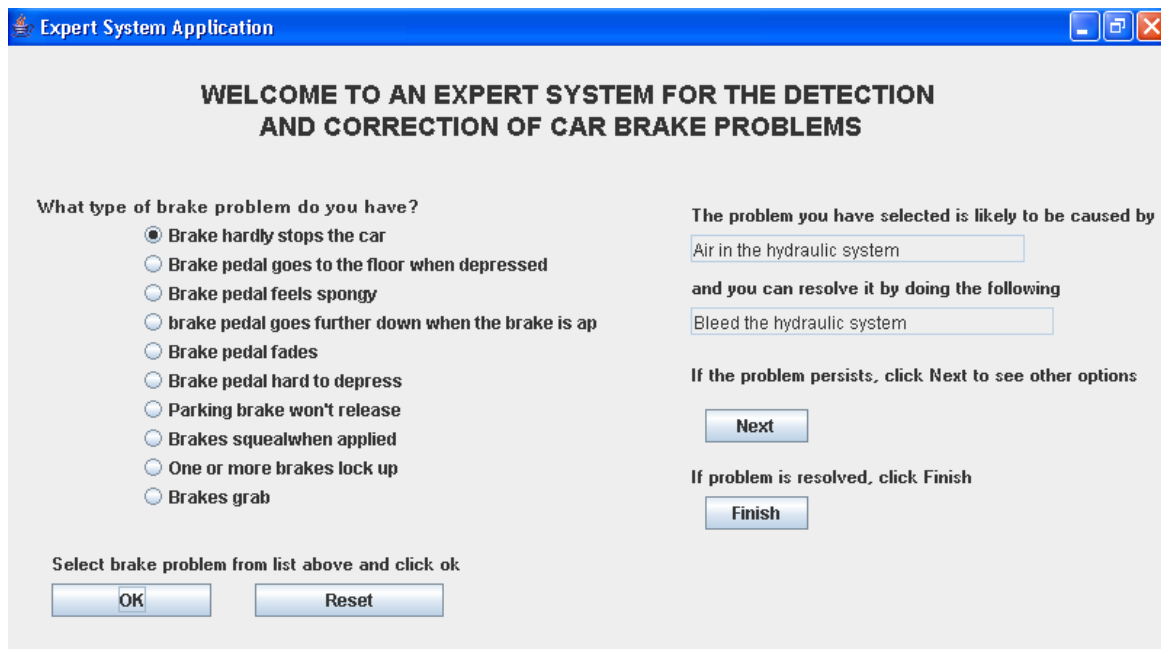 Expert System Application
WELCOME TO AN EXPERT SYSTEM FOR THE DETECTION
AND CORRECTION OF CAR BRAKE PROBLEMS
What type of brake problem do you have?
Brake hardly stops the car
Brake pedal goes to the floor when depressed
Brake pedal feels spongy
brake pedal goes further down when the brake is ap
Brake pedal fades
Brake pedal hard to depress
Parking brake won't release
Brakes squealwhen applied
One or more brakes lock up
Brakes grab
Select brake problem from list above and click ok
OK
Reset
The problem you have selected is likely to be caused by
Air in the hydraulic system
and you can resolve it by doing the following
Bleed the hydraulic system
If the problem persists, click Next to see other options
Next
If problem is resolved, click Finish
Finish